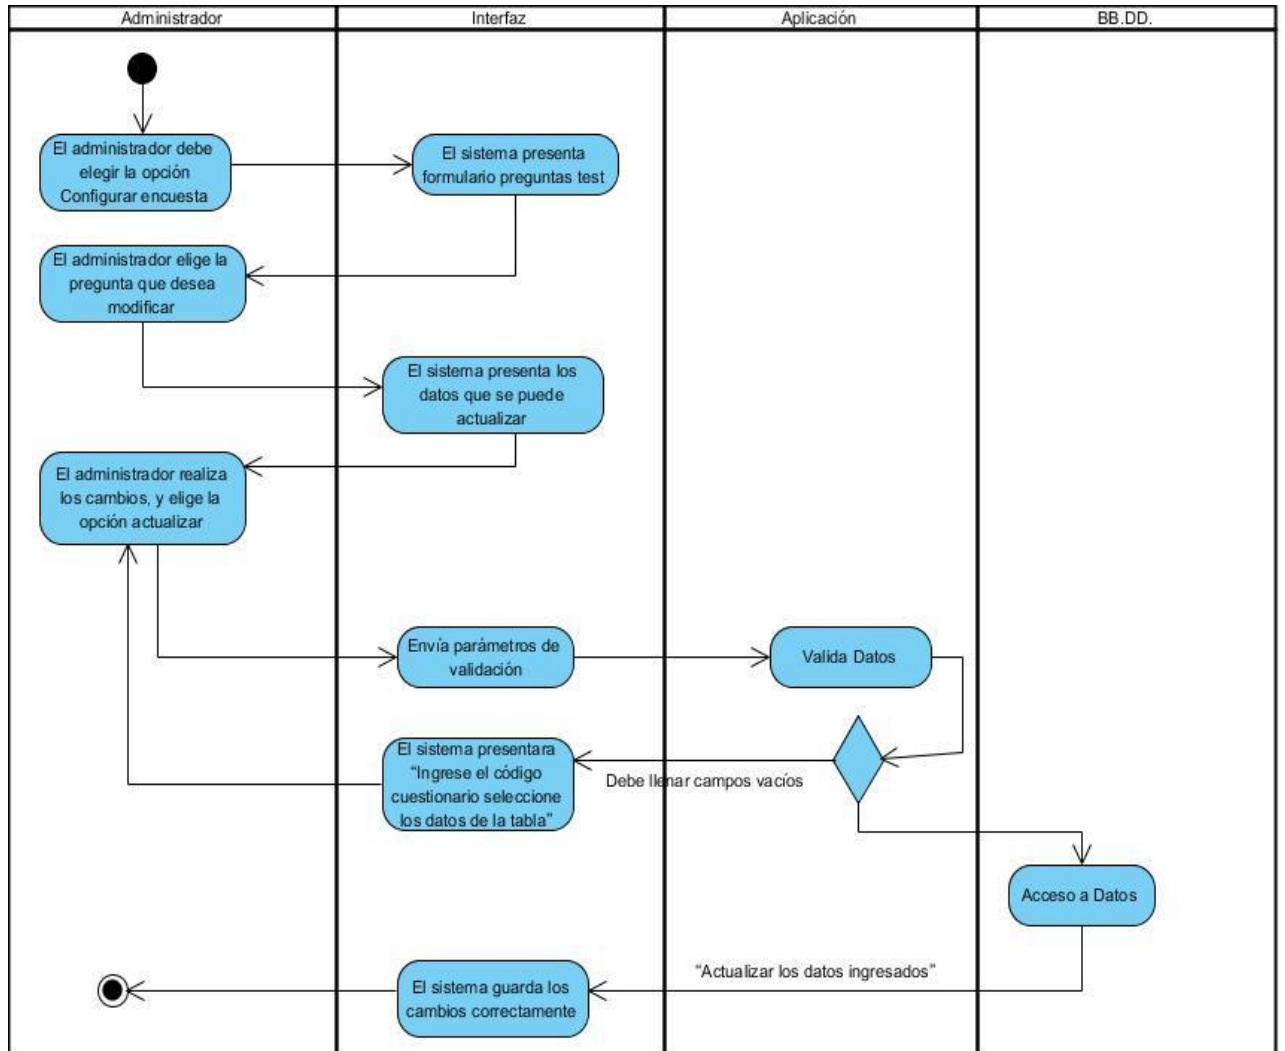 Administrador
Interfaz
Aplicación
BB.DD.
El administrador debe
elegir la opción
Configurar encuesta
El sistema presenta
formulario preguntas test
El administrador elige la
pregunta que desea
modificar
El sistema presenta los
datos que se puede
actualizar
El administrador realiza
los cambios, y elige la
opción actualizar
Envía parámetros de
validación
Valida Datos
El sistema presentara
“Ingrese el código
cuestionario seleccione
los datos de la tabla”
Debe llenar campos vacíos
Acceso a Datos
“Actualizar los datos ingresados”
El sistema guarda los
cambios correctamente